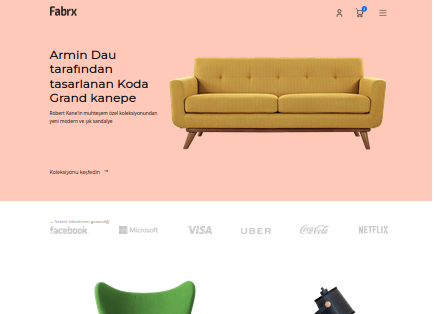 Fabrx
Armin Dau
tarafından
tasarlanan Koda
Grand kanepe
Robert Kane'in muhteşem özel koleksiyonundan
yeni modern ve şık sandalye
Koleksiyonu keşfedin →
facebook
Microsoft
VISA
UBER
Coca-Cola
NETFLIX